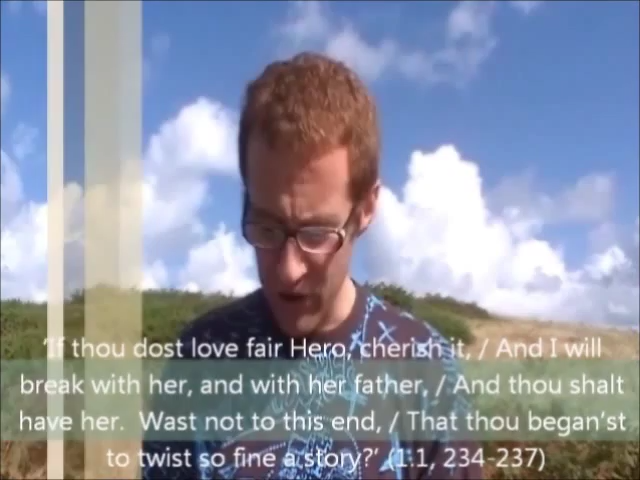 ‘If thou dost love fair Hero, cherish it, / And I will
break with her, and with her father, / And thou shalt
have her.  Wast not to this end, / That thou began’st
to twist so fine a story?’ (1.1, 234-237)